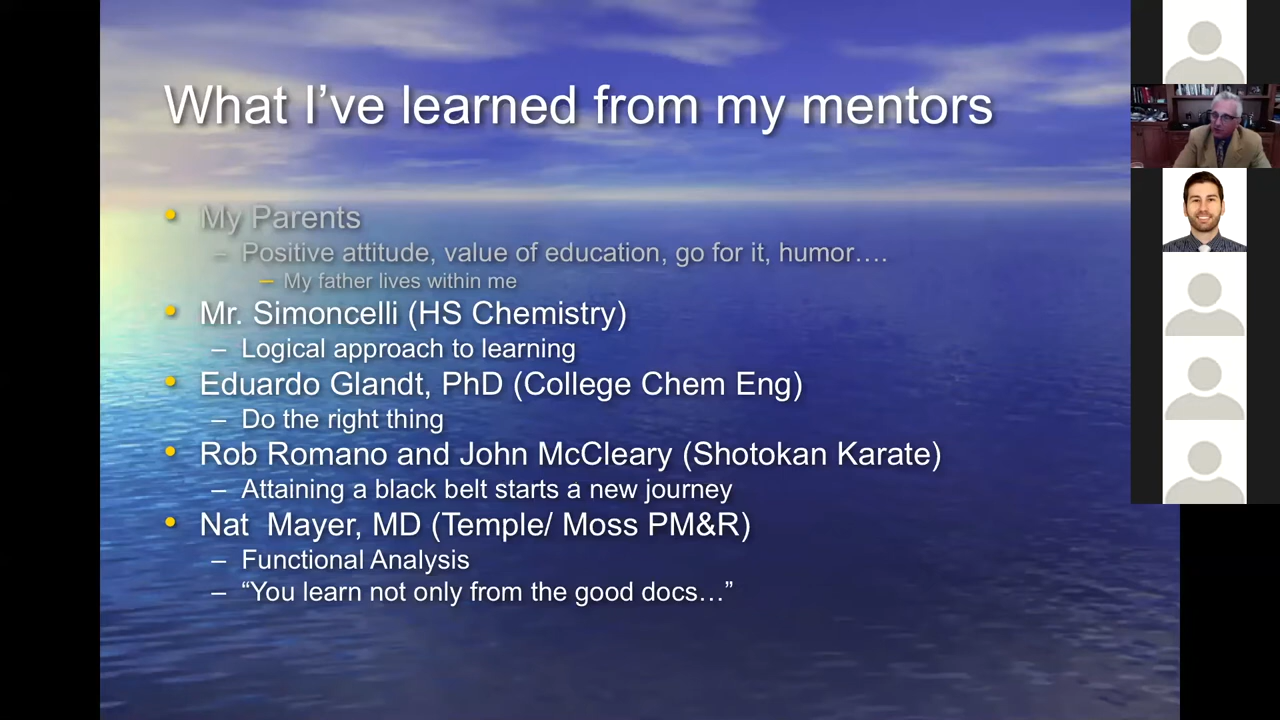 What I’ve learned from my mentors
• My Parents
– Positive attitude, value of education, go for it, humor….
– My father lives within me
• Mr. Simoncelli (HS Chemistry)
– Logical approach to learning
• Eduardo Glandt, PhD (College Chem Eng)
– Do the right thing
• Rob Romano and John McCleary (Shotokan Karate)
– Attaining a black belt starts a new journey
• Nat  Mayer, MD (Temple/ Moss PM&R)
– Functional Analysis
– “You learn not only from the good docs…”